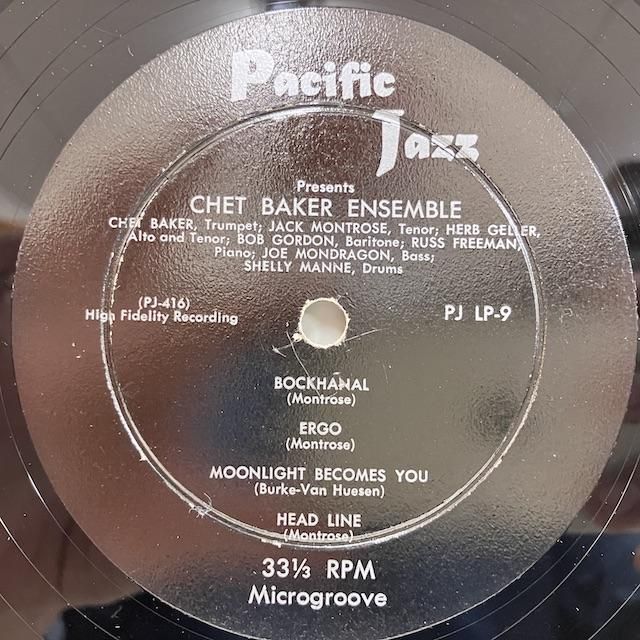 Pacific
Jazz
Presents
CHET BAKER ENSEMBLE
CHET BAKER, Trumpet; JACK MONTROSE, Tenor; HERB GELLER,
Alto and Tenor; BOB GORDON, Baritone; RUSS FREEMAN,
Piano; JOE MONDRAGON, Bass;
SHELLY MANNE, Drums
(PJ-416)
High Fidelity Recording
PJ LP-9
BOCKHANAL
(Montrose)
ERGO
(Montrose)
MOONLIGHT BECOMES YOU
(Burke-Van Huesen)
HEAD LINE
(Montrose)
33⅓ RPM
Microgroove